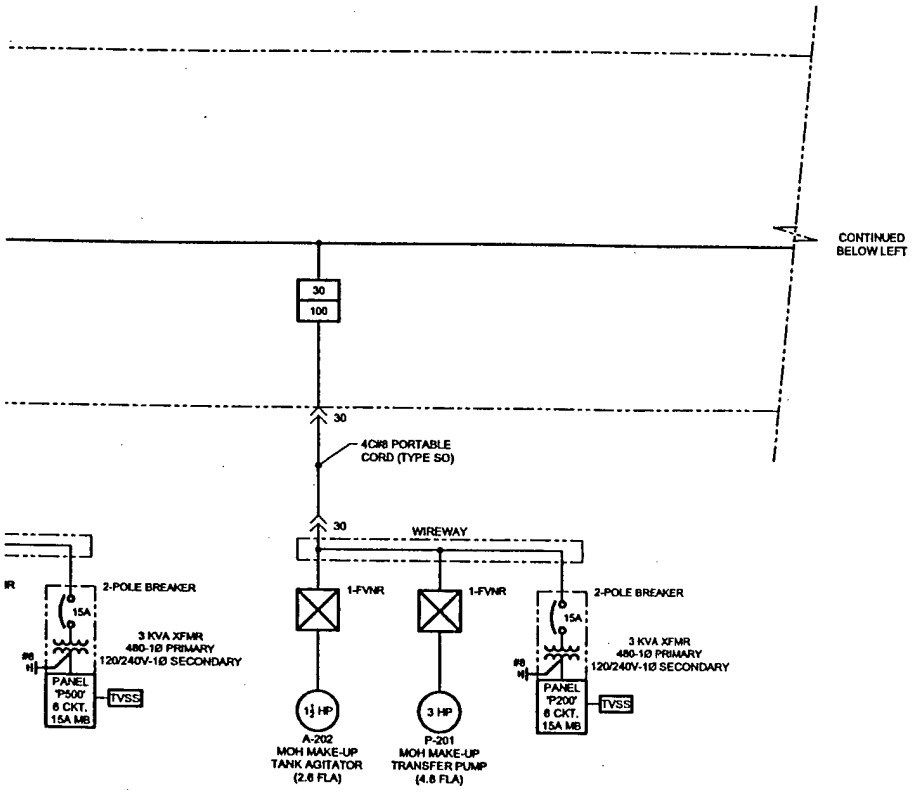 CONTINUED
BELOW LEFT
30
100
30
4C#8 PORTABLE
CORD (TYPE SO)
30
WIREWAY
IR
2-POLE BREAKER
15A
3 KVA XFMR
480-1Ø PRIMARY
120/240V-1Ø SECONDARY
#8
PANEL
'P500'
6 CKT.
15A MB
TVSS
1-FVNR
1-FVNR
1½ HP
A-202
MOH MAKE-UP
TANK AGITATOR
(2.6 FLA)
3 HP
P-201
MOH MAKE-UP
TRANSFER PUMP
(4.8 FLA)
2-POLE BREAKER
15A
3 KVA XFMR
480-1Ø PRIMARY
120/240V-1Ø SECONDARY
#8
PANEL
'P200'
6 CKT.
15A MB
TVSS